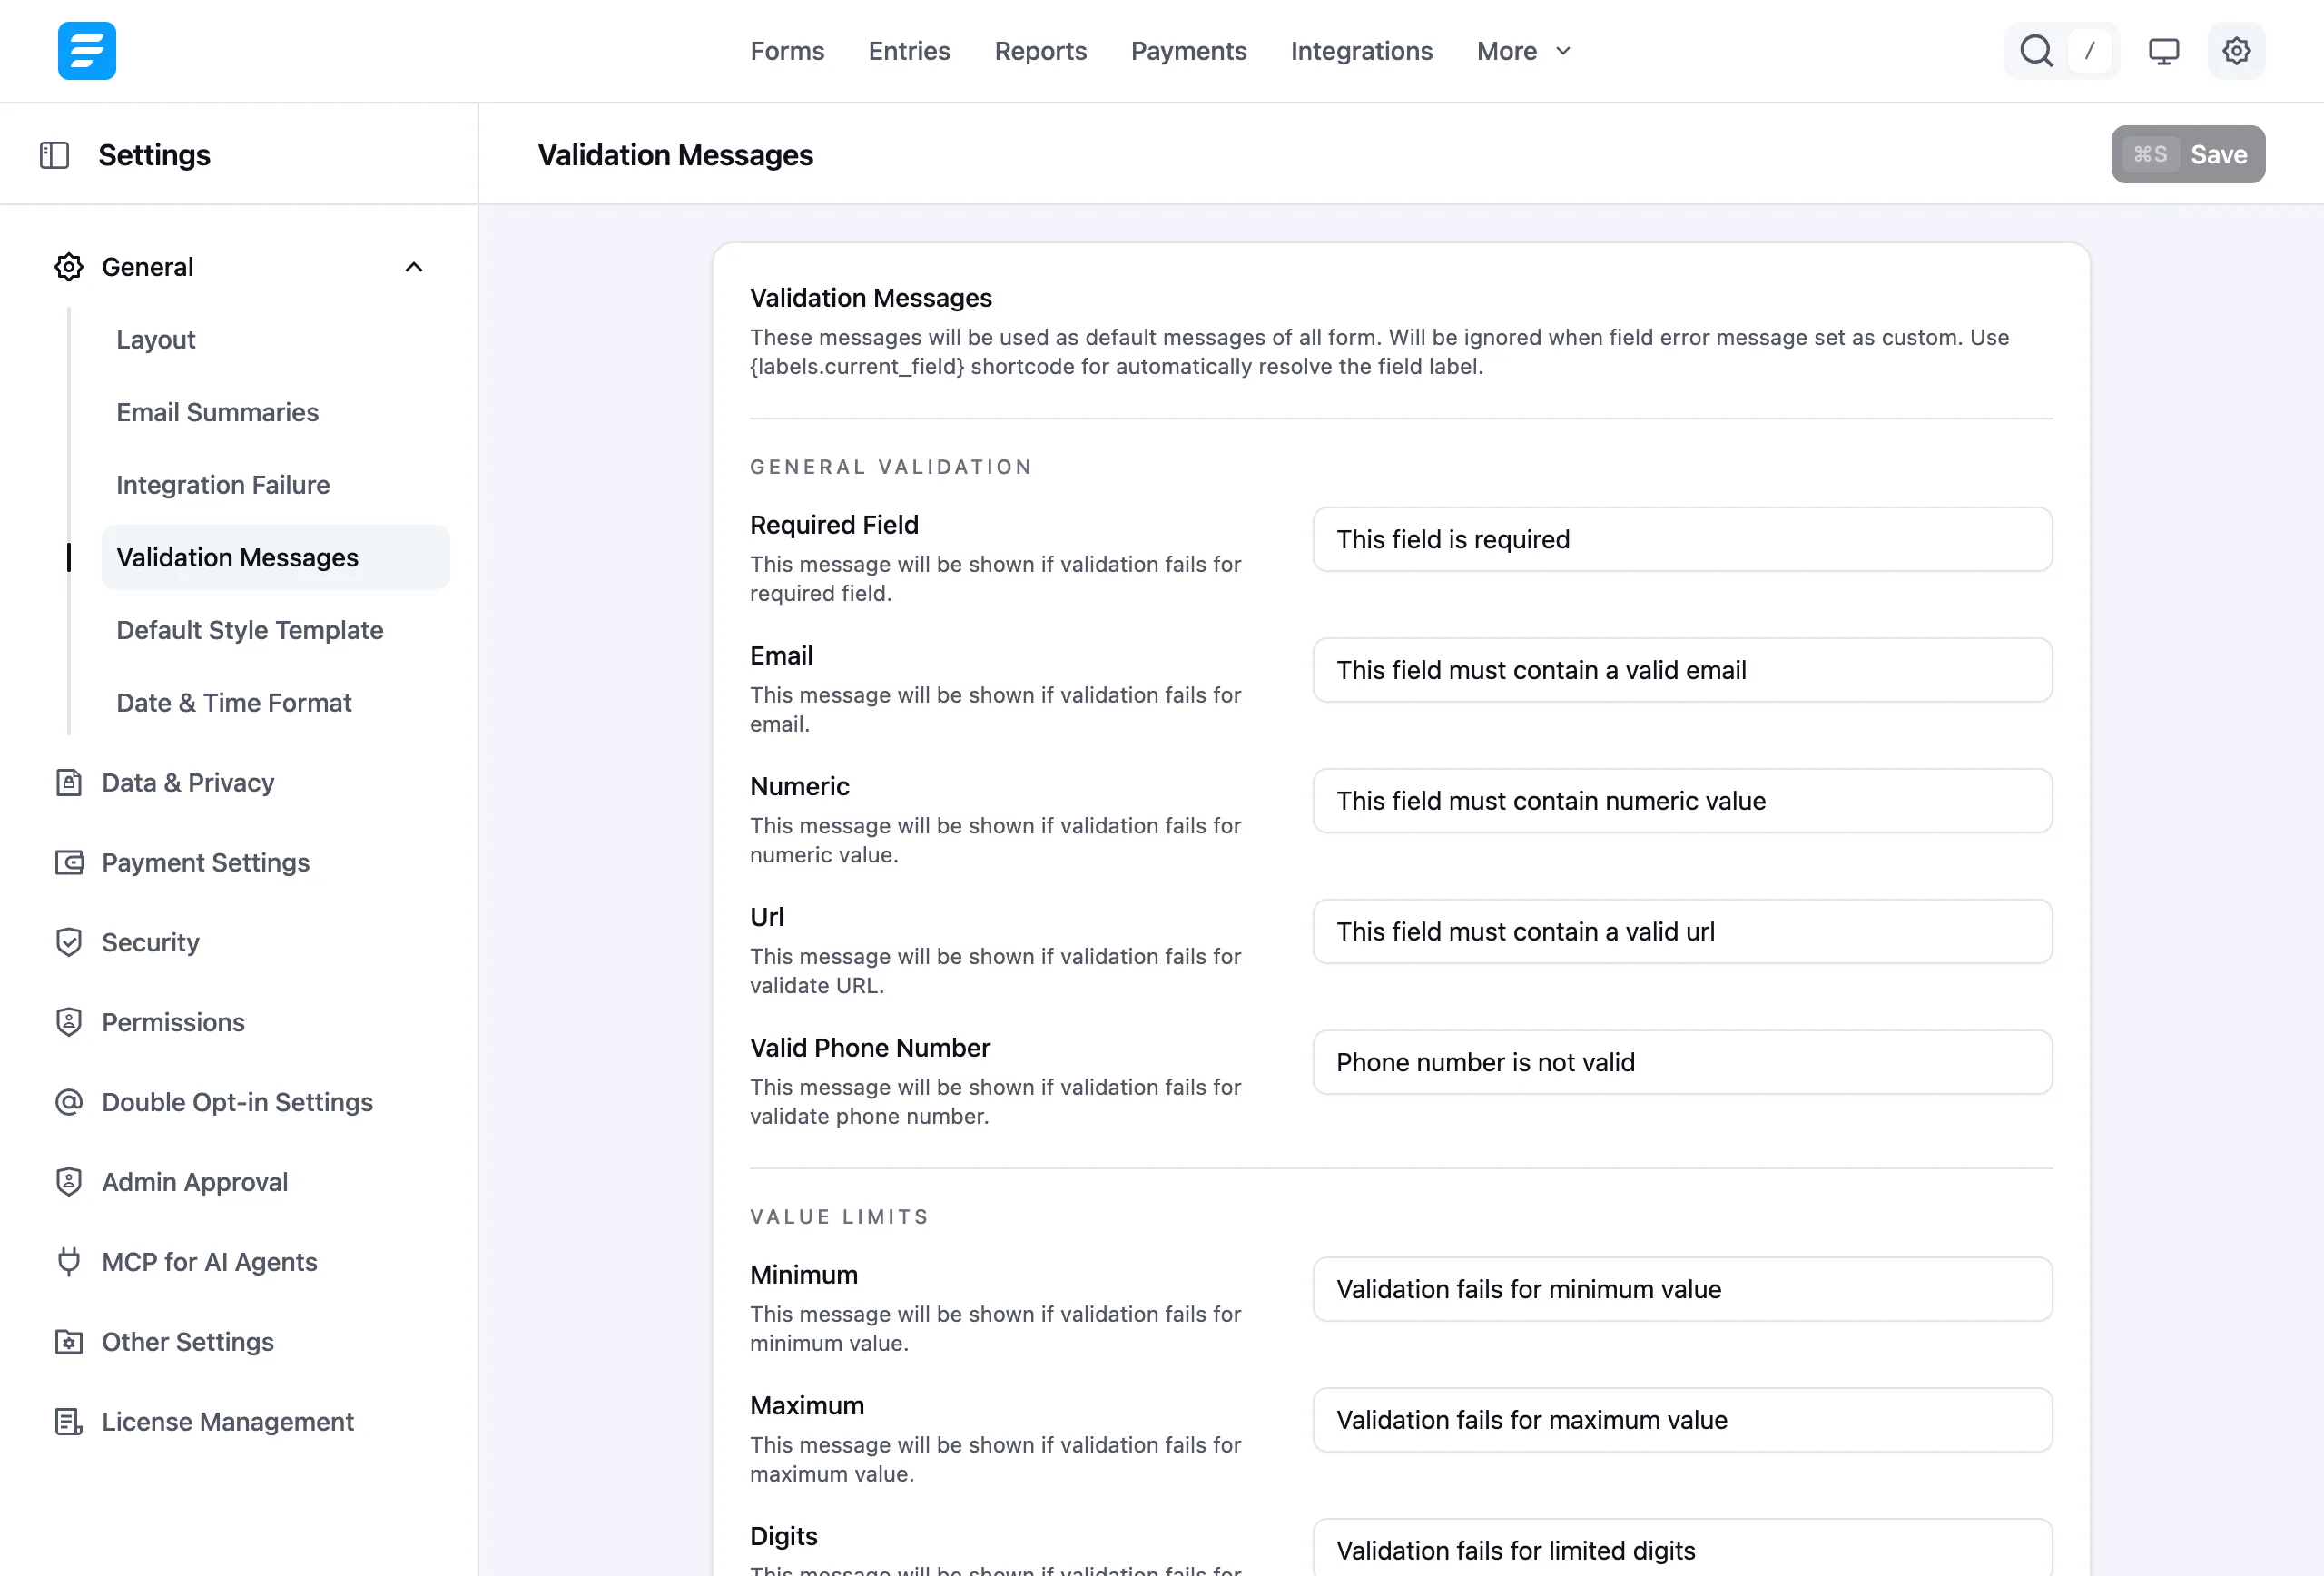 Forms Entries Reports Payments Integrations More /
Settings
Validation Messages
⌘S Save
General
Layout
Email Summaries
Integration Failure
Validation Messages
Default Style Template
Date & Time Format
Data & Privacy
Payment Settings
Security
Permissions
Double Opt-in Settings
Admin Approval
MCP for AI Agents
Other Settings
License Management
Validation Messages
These messages will be used as default messages of all form. Will be ignored when field error message set as custom. Use
{labels.current_field} shortcode for automatically resolve the field label.
GENERAL VALIDATION
Required Field
This message will be shown if validation fails for
required field.
This field is required
Email
This message will be shown if validation fails for
email.
This field must contain a valid email
Numeric
This message will be shown if validation fails for
numeric value.
This field must contain numeric value
Url
This message will be shown if validation fails for
validate URL.
This field must contain a valid url
Valid Phone Number
This message will be shown if validation fails for
validate phone number.
Phone number is not valid
VALUE LIMITS
Minimum
This message will be shown if validation fails for
minimum value.
Validation fails for minimum value
Maximum
This message will be shown if validation fails for
maximum value.
Validation fails for maximum value
Digits
This message will be shown if validation fails for
Validation fails for limited digits